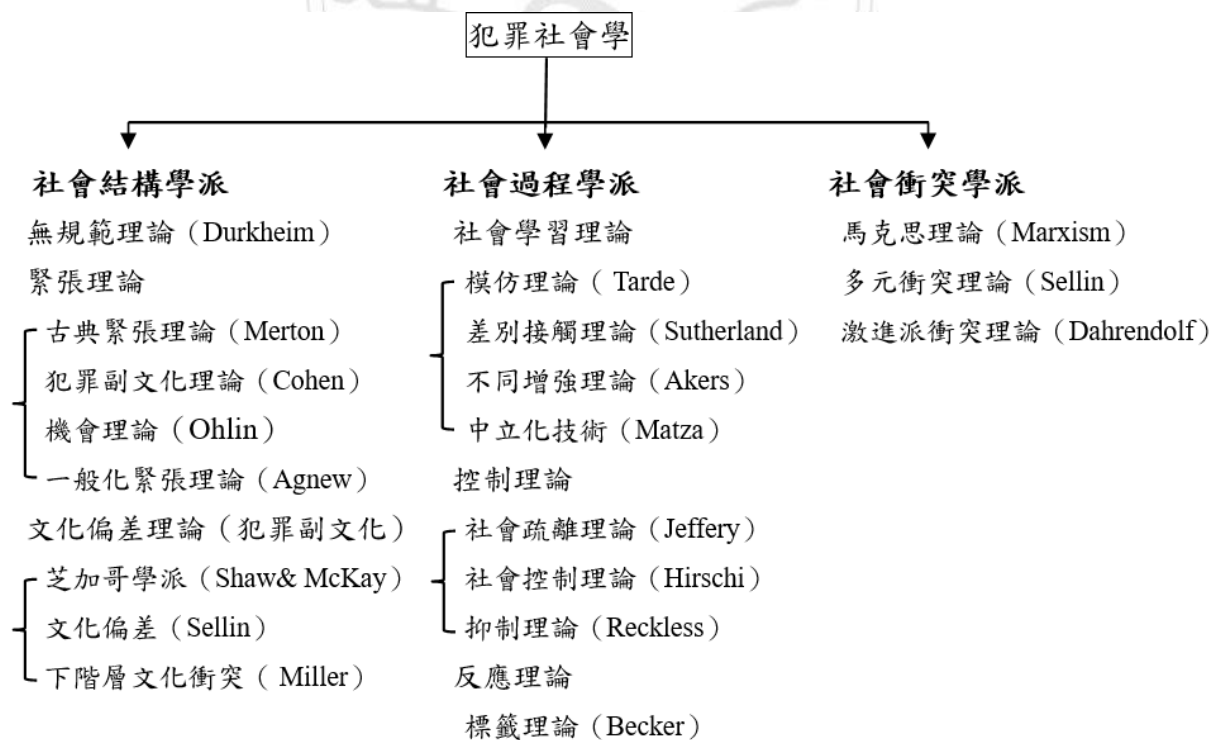 犯罪社會學
社會結構學派
無規範理論（Durkheim）
緊張理論
古典緊張理論（Merton）
犯罪副文化理論（Cohen）
機會理論（Ohlin）
一般化緊張理論（Agnew）
文化偏差理論（犯罪副文化）
芝加哥學派（Shaw& McKay）
文化偏差（Sellin）
下階層文化衝突（ Miller）
社會過程學派
社會學習理論
模仿理論（ Tarde）
差別接觸理論（Sutherland）
不同增強理論（Akers）
中立化技術（Matza）
控制理論
社會疏離理論（Jeffery）
社會控制理論（Hirschi）
抑制理論（Reckless）
反應理論
標籤理論（Becker）
社會衝突學派
馬克思理論（Marxism）
多元衝突理論（Sellin）
激進派衝突理論（Dahrendolf）